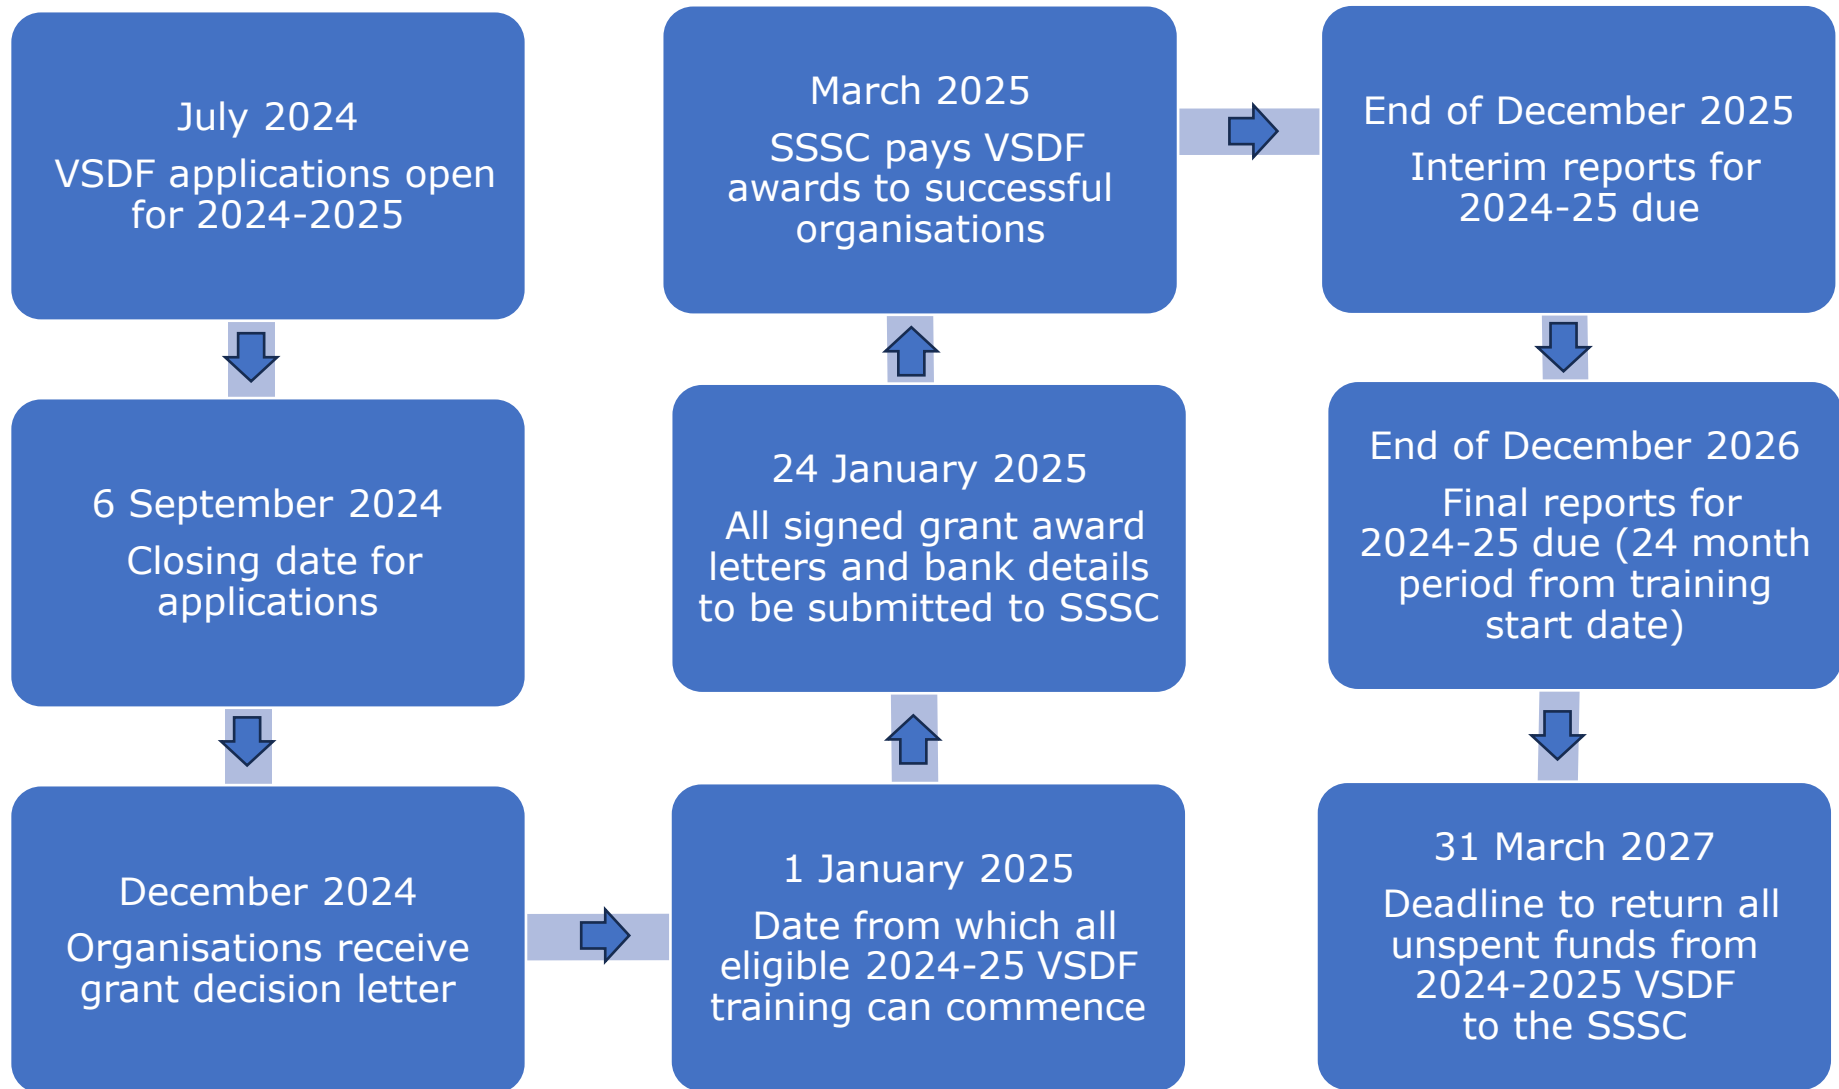 July 2024
VSDF applications open
for 2024-2025
6 September 2024
Closing date for
applications
December 2024
Organisations receive
grant decision letter
1 January 2025
Date from which all
eligible 2024-25 VSDF
training can commence
24 January 2025
All signed grant award
letters and bank details
to be submitted to SSSC
March 2025
SSSC pays VSDF
awards to successful
organisations
End of December 2025
Interim reports for
2024-25 due
End of December 2026
Final reports for
2024-25 due (24 month
period from training
start date)
31 March 2027
Deadline to return all
unspent funds from
2024-2025 VSDF
to the SSSC